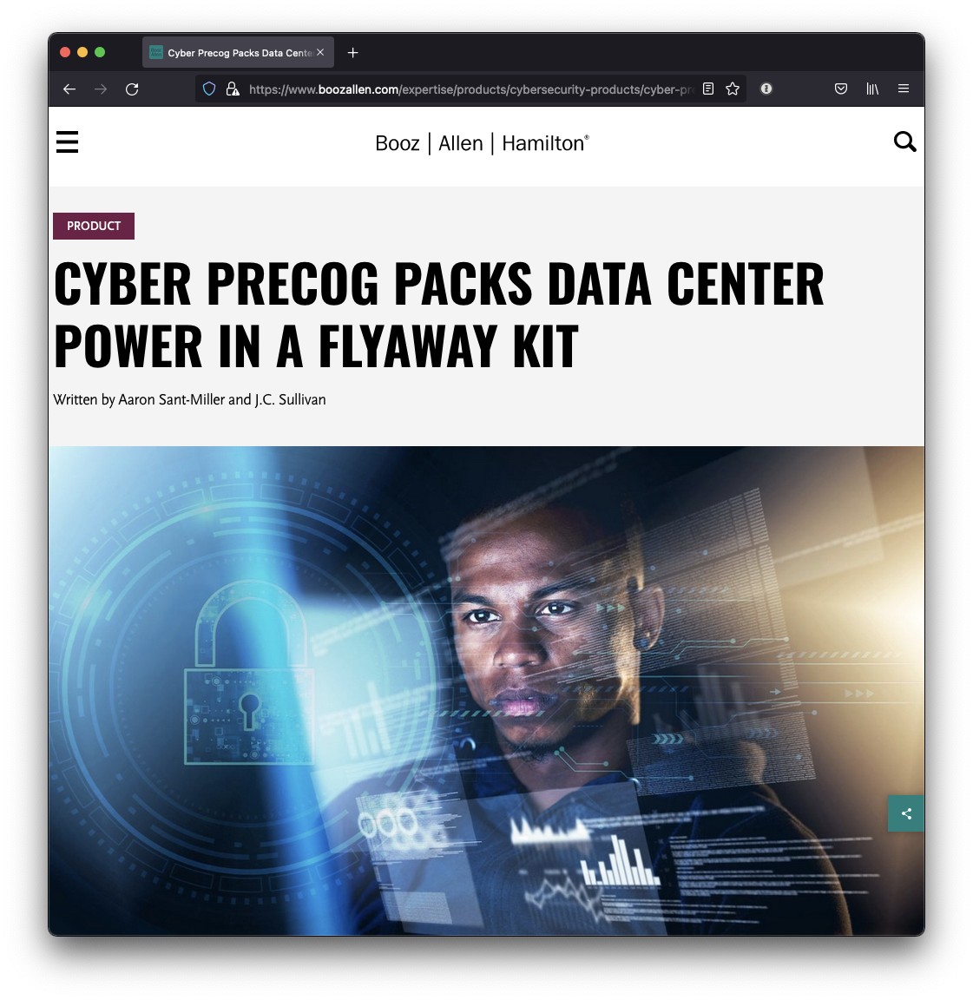 Cyber Precog Packs Data Cente
https://www.boozallen.com/expertise/products/cybersecurity-products/cyber-pr
Booz | Allen | Hamilton®
PRODUCT
CYBER PRECOG PACKS DATA CENTER
POWER IN A FLYAWAY KIT
Written by Aaron Sant-Miller and J.C. Sullivan